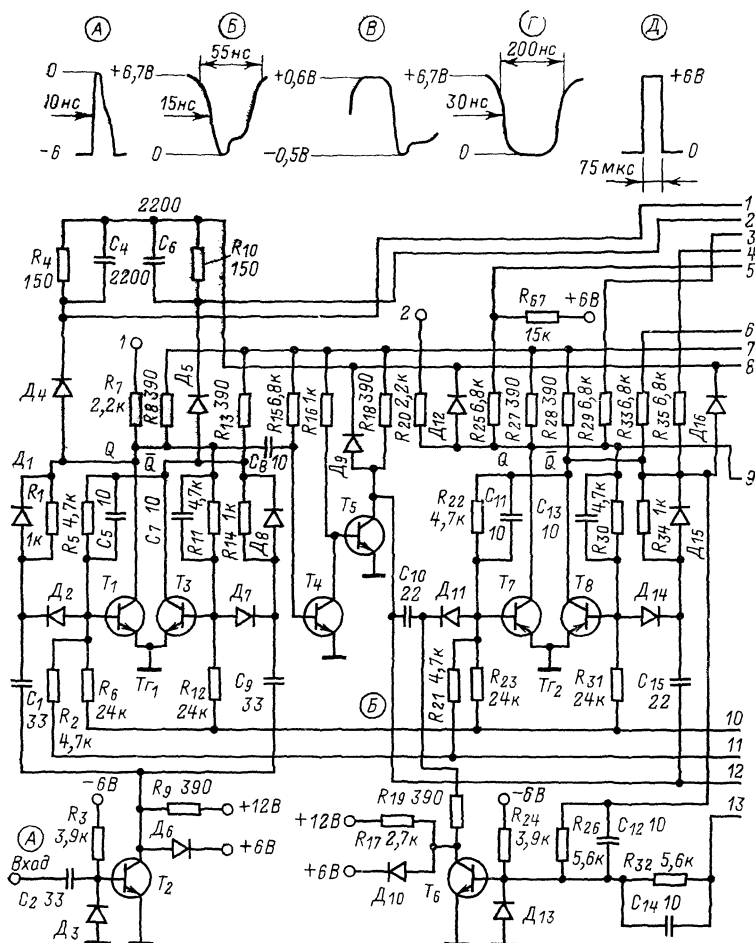 А Б В Г Д
55нс 200нс
0 +6,7В +0,6В +6,7В +6В
10нс 15нс 30нс
-6 0 -0,5В 0 0
75 мкс
2200
R4 150 C4 C6 R10 150
2200
1
2
3
4
5
R67 +6В
15к
6
7
8
1 2
Д4 R7 2,2к R8 390 Д5 R13 390 R15 6,8к R16 1к R18 390 R20 2,2к Д12 R25 6,8к R27 390 R28 390 R29 6,8к R33 6,8к R35 6,8к Д16
Q Q̅ C8 10 Д9 Q Q̅ 9
Д1 R1 1к R5 4,7к C5 10 C7 10 R11 4,7к R14 1к Д8 T5 R22 4,7к C11 10 C13 10 R30 4,7к R34 1к Д15
Д2 T1 T3 Д7 T4 C10 22 Д11 T7 T8 Д14
Тг1 Тг2
C1 33 R2 4,7к R6 24к R12 24к C9 33 Б R21 4,7к R23 24к R31 24к C15 22
10
11
12
13
-6В R9 390 +12В R19 390 -6В
R3 3,9к Д6 +6В +12В R17 2,7к R24 3,9к R26 5,6к C12 10 R32 5,6к
А
Вход T2 +6В Д10 T6
C2 33 Д3 Д13 C14 10